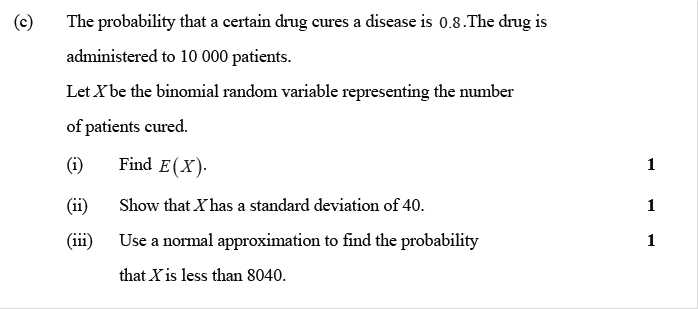 (c) The probability that a certain drug cures a disease is 0.8.The drug is
administered to 10 000 patients.
Let X be the binomial random variable representing the number
of patients cured.
(i) Find E(X). 1
(ii) Show that X has a standard deviation of 40. 1
(iii) Use a normal approximation to find the probability 1
that X is less than 8040.